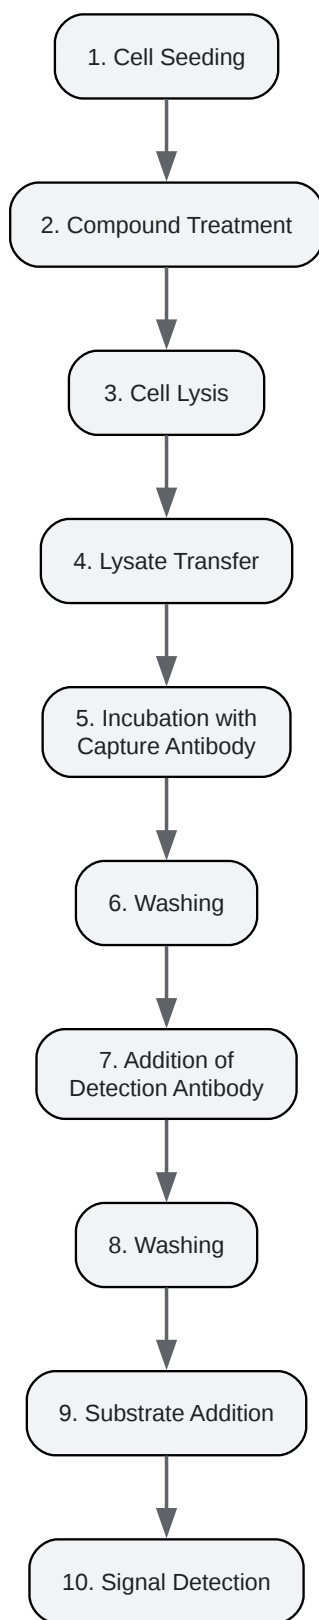 1. Cell Seeding
2. Compound Treatment
3. Cell Lysis
4. Lysate Transfer
5. Incubation with
Capture Antibody
6. Washing
7. Addition of
Detection Antibody
8. Washing
9. Substrate Addition
10. Signal Detection